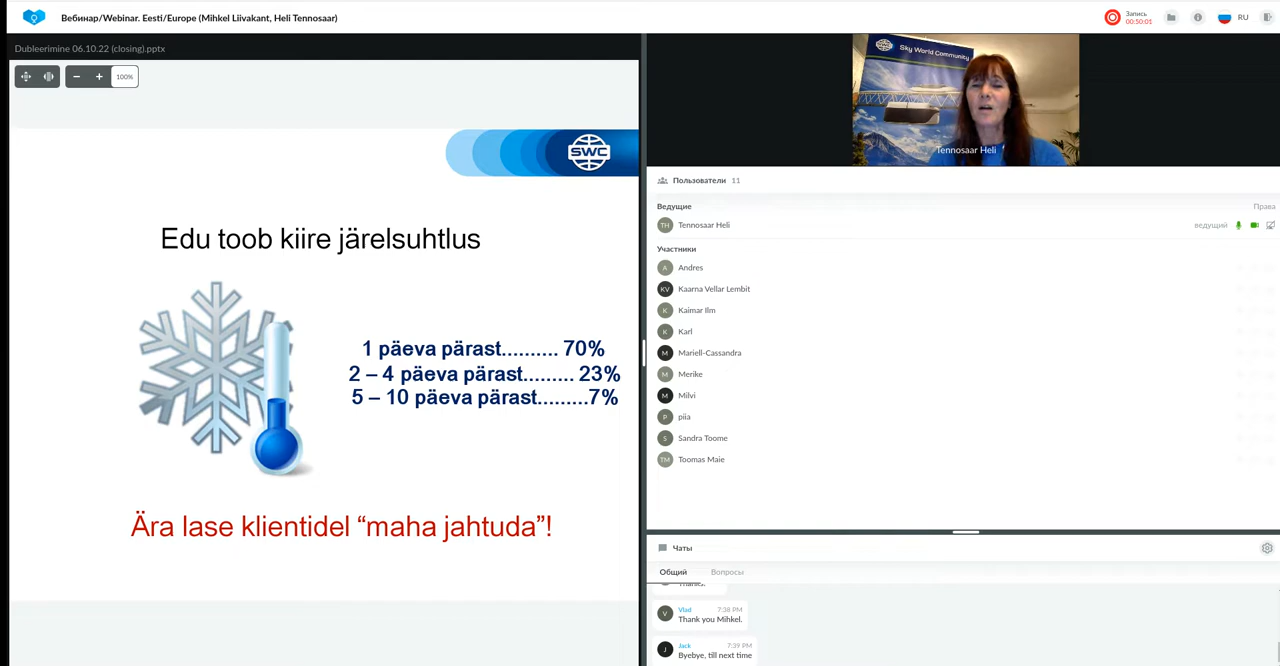 Вебинар/Webinar. Eesti/Europe (Mihkel Liivakant, Heli Tennosaar)
Запись
00:50:01
RU
Dubleerimine 06.10.22 (closing).pptx
100%
SWC
Edu toob kiire järelsuhtlus
1 päeva pärast.......... 70%
2 – 4 päeva pärast......... 23%
5 – 10 päeva pärast.........7%
Ära lase klientidel “maha jahtuda”!
Sky World Community
Tennosaar Heli
Пользователи 11
Ведущие
Права
TH Tennosaar Heli
ведущий
Участники
A Andres
KV Kaarna Vellar Lembit
K Kaimar Ilm
K Karl
M Mariell-Cassandra
M Merike
M Milvi
P piia
S Sandra Toome
TM Toomas Maie
Чаты
Общий Вопросы
Thanks.
V Vlad 7:38 PM
Thank you Mihkel.
J Jack 7:39 PM
Byebye, till next time